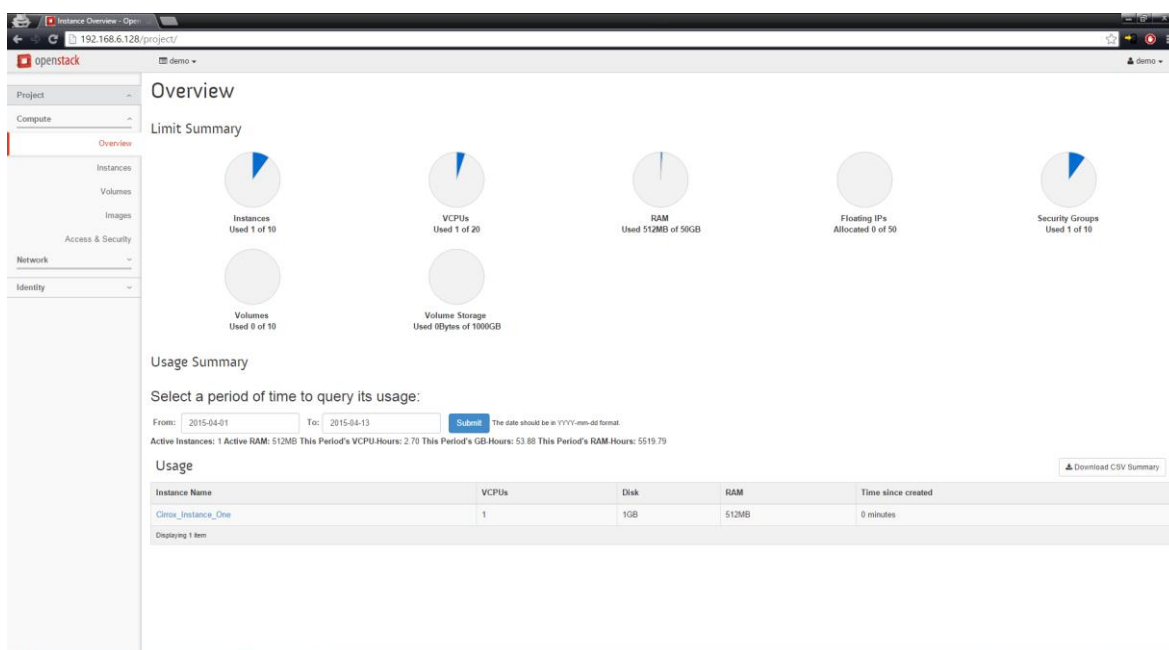 Instance Overview - Open
192.168.6.128/project/
openstack
demo
demo
Project
Compute
Overview
Instances
Volumes
Images
Access & Security
Network
Identity
Overview
Limit Summary
Instances
Used 1 of 10
VCPUs
Used 1 of 20
RAM
Used 512MB of 50GB
Floating IPs
Allocated 0 of 50
Security Groups
Used 1 of 10
Volumes
Used 0 of 10
Volume Storage
Used 0Bytes of 1000GB
Usage Summary
Select a period of time to query its usage:
From: 2015-04-01 To: 2015-04-13 Submit The date should be in YYYY-mm-dd format.
Active Instances: 1 Active RAM: 512MB This Period's VCPU-Hours: 2.70 This Period's GB-Hours: 53.88 This Period's RAM-Hours: 5519.79
Usage
Download CSV Summary
Instance Name VCPUs Disk RAM Time since created
Cirrox_Instance_One 1 1GB 512MB 0 minutes
Displaying 1 item